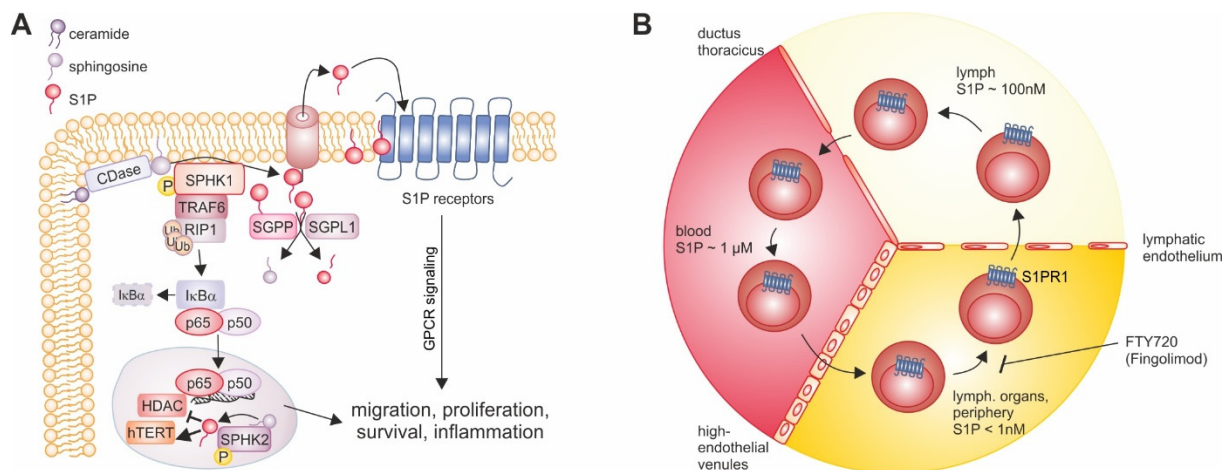 A
ceramide
sphingosine
S1P
CDase
P
SPHK1
TRAF6
RIP1
Ub
U
Ub
SGPP
SGPL1
S1P receptors
IκBα
IκBα
p65
p50
GPCR signaling
p65
p50
HDAC
hTERT
SPHK2
P
migration, proliferation,
survival, inflammation
B
ductus
thoracicus
lymph
S1P ~ 100nM
blood
S1P ~ 1 µM
lymphatic
endothelium
S1PR1
FTY720
(Fingolimod)
lymph. organs,
periphery
S1P < 1nM
high-
endothelial
venules